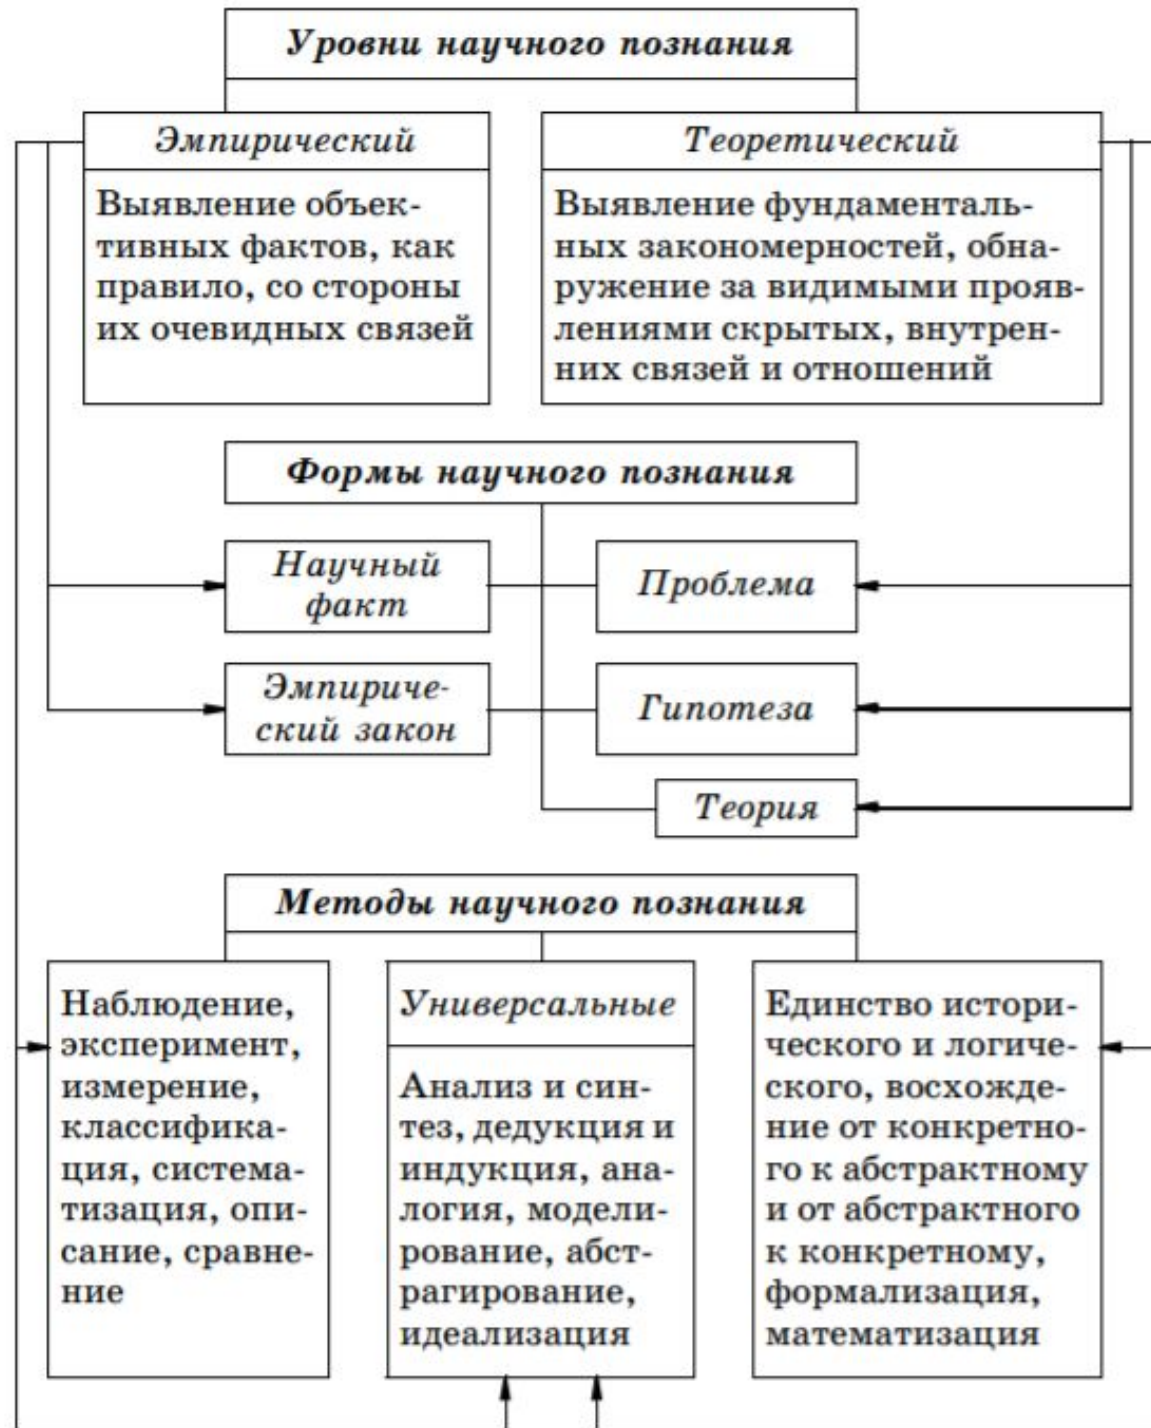 Уровни научного познания
Эмпирический
Выявление объек-
тивных фактов, как
правило, со стороны
их очевидных связей
Теоретический
Выявление фундаменталь-
ных закономерностей, обна-
ружение за видимыми прояв-
лениями скрытых, внутрен-
них связей и отношений
Формы научного познания
Научный
факт
Проблема
Эмпириче-
ский закон
Гипотеза
Теория
Методы научного познания
Наблюдение,
эксперимент,
измерение,
классифика-
ция, система-
тизация, опи-
сание, сравне-
ние
Универсальные
Анализ и син-
тез, дедукция и
индукция, ана-
логия, модели-
рование, абст-
рагирование,
идеализация
Единство истори-
ческого и логиче-
ского, восхожде-
ние от конкретно-
го к абстрактному
и от абстрактного
к конкретному,
формализация,
математизация